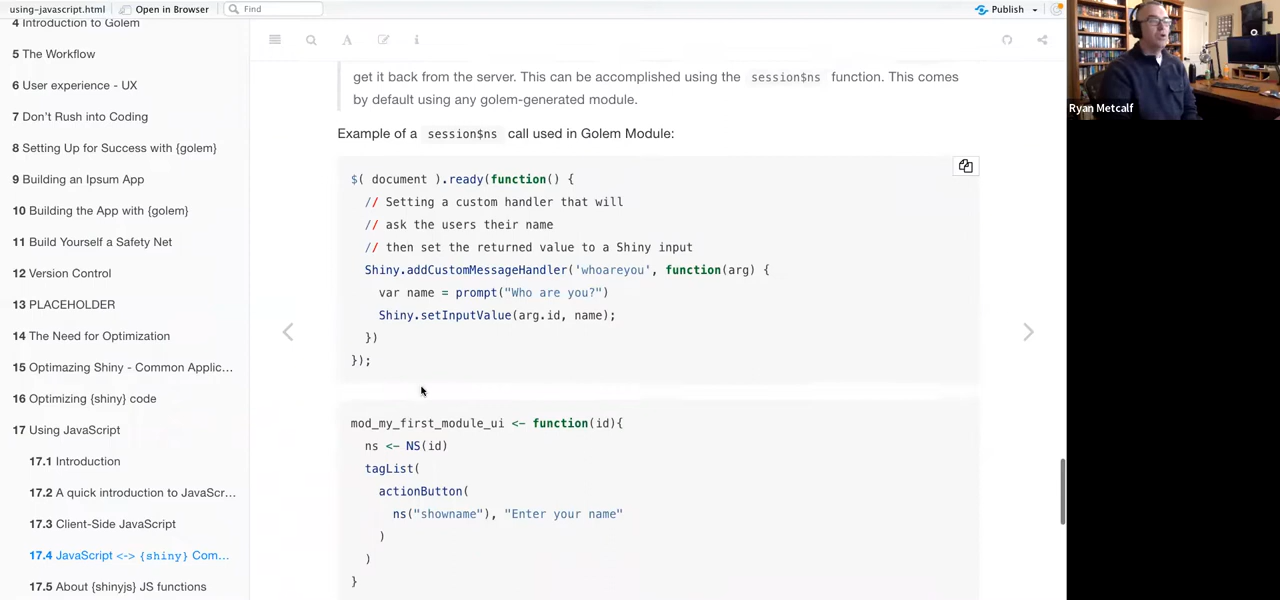 using-javascript.html Open in Browser Find Publish
4 Introduction to Golem
5 The Workflow
6 User experience - UX
7 Don't Rush into Coding
8 Setting Up for Success with {golem}
9 Building an Ipsum App
10 Building the App with {golem}
11 Build Yourself a Safety Net
12 Version Control
13 PLACEHOLDER
14 The Need for Optimization
15 Optimazing Shiny - Common Applic...
16 Optimizing {shiny} code
17 Using JavaScript
17.1 Introduction
17.2 A quick introduction to JavaScr...
17.3 Client-Side JavaScript
17.4 JavaScript <-> {shiny} Com...
17.5 About {shinyjs} JS functions
get it back from the server. This can be accomplished using the session$ns function. This comes
by default using any golem-generated module.
Example of a session$ns call used in Golem Module:
$( document ).ready(function() {
// Setting a custom handler that will
// ask the users their name
// then set the returned value to a Shiny input
Shiny.addCustomMessageHandler('whoareyou', function(arg) {
var name = prompt("Who are you?")
Shiny.setInputValue(arg.id, name);
})
});
mod_my_first_module_ui <- function(id){
ns <- NS(id)
tagList(
actionButton(
ns("showname"), "Enter your name"
)
)
}
Ryan Metcalf